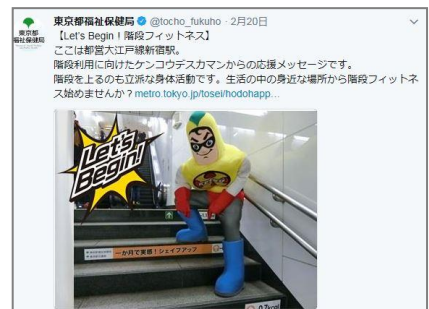 東京都福祉保健局 @tocho_fukuho · 2月20日
東京都
福祉保健局
【Let's Begin！階段フィットネス】
ここは都営大江戸線新宿駅。
階段利用に向けたケンコウデスカマンからの応援メッセージです。
階段を上るのも立派な身体活動です。生活の中の身近な場所から階段フィットネ
ス始めませんか？metro.tokyo.jp/tosei/hodohapp...
Let's
Begin!
一か月で実感！シェイプアップ
0.7kcal